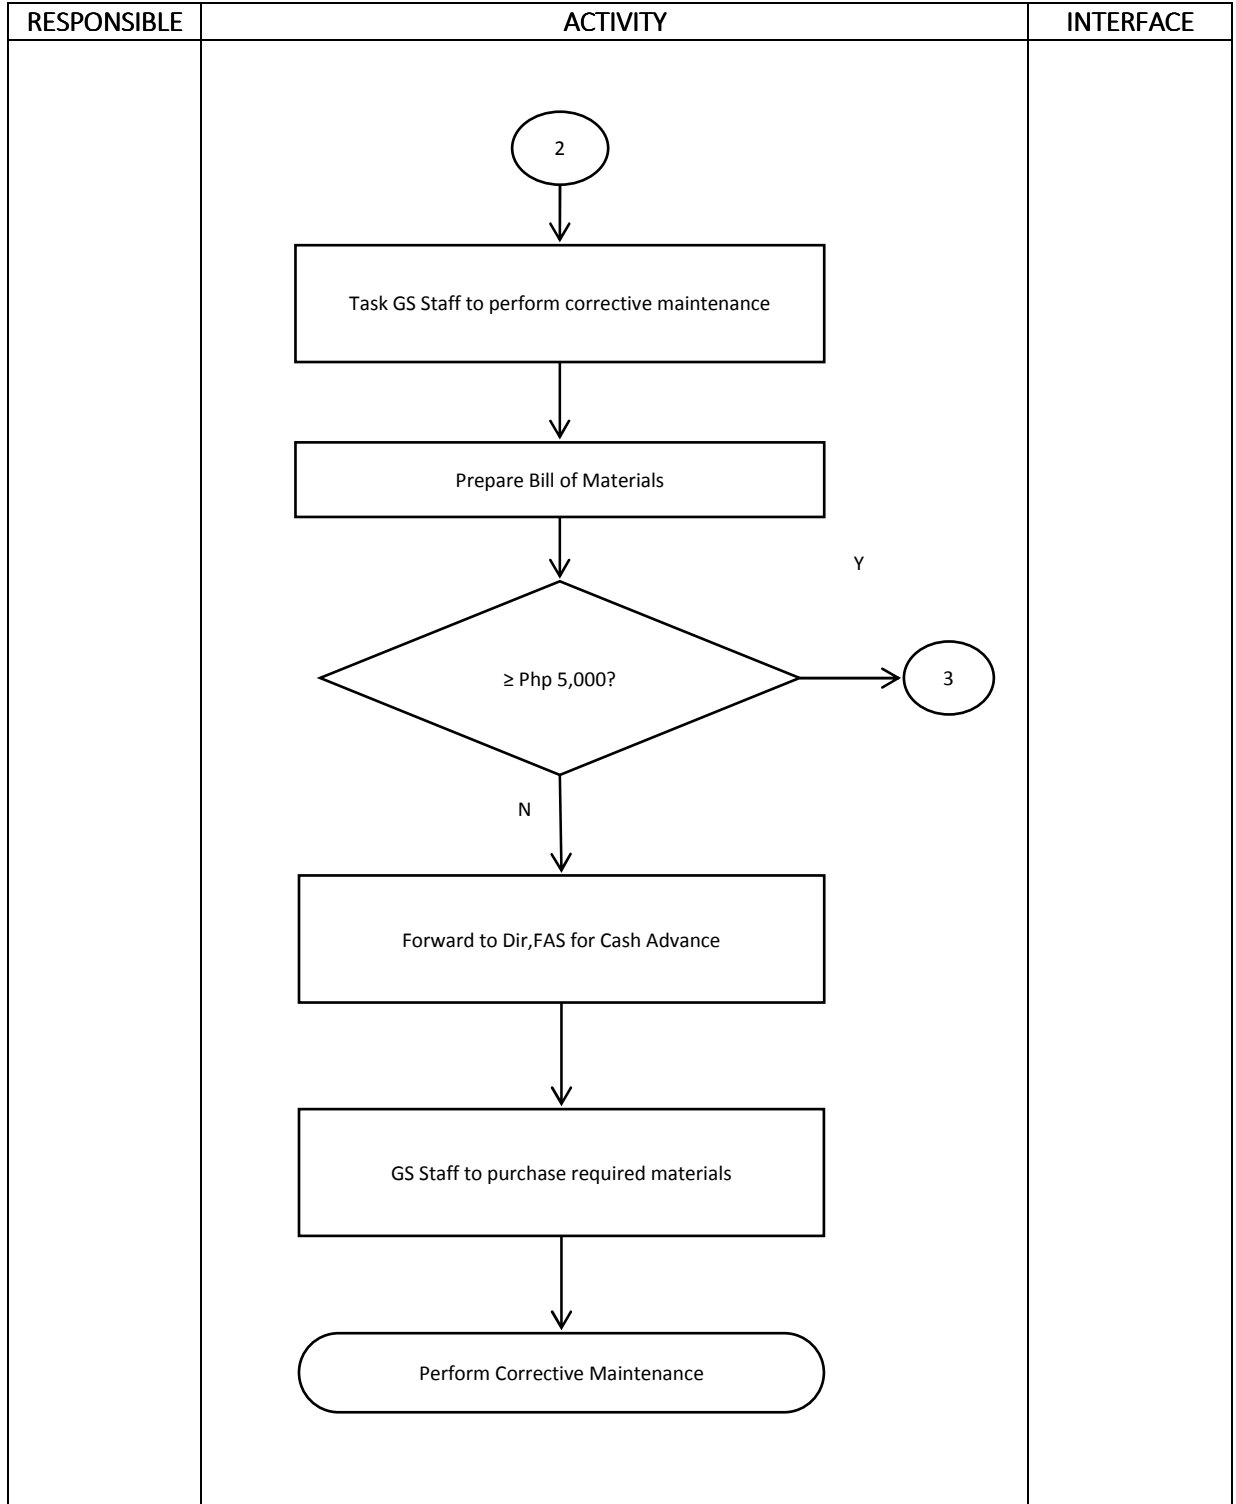 RESPONSIBLE
ACTIVITY
INTERFACE
2
Task GS Staff to perform corrective maintenance
Prepare Bill of Materials
Y
≥ Php 5,000?
3
N
Forward to Dir,FAS for Cash Advance
GS Staff to purchase required materials
Perform Corrective Maintenance